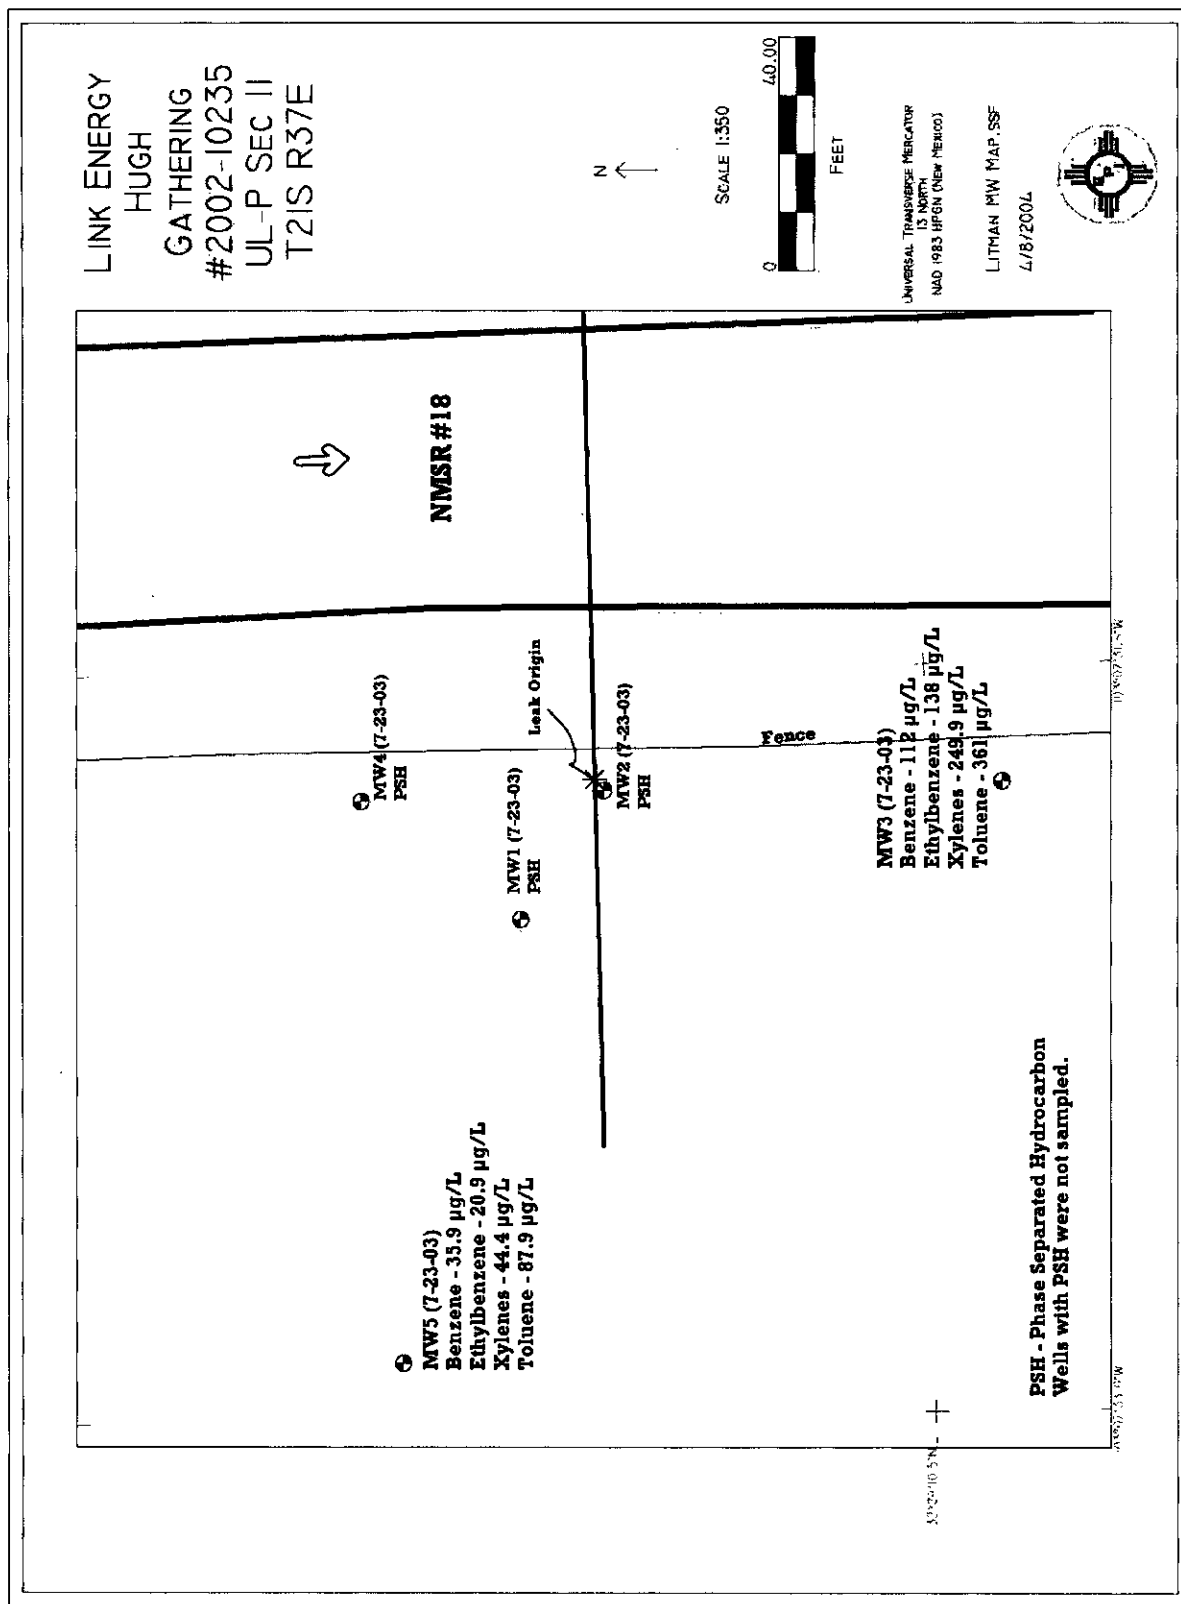 LINK ENERGY
HUGH
GATHERING
#2002-10235
UL-P SEC 11
T21S R37E
N
SCALE 1:350
0
40.00
FEET
UNIVERSAL TRANSVERSE MERCATOR
13 NORTH
NAD 1983 HPGN (NEW MEXICO)
LITMAN MW MAP.SSF
4/8/2004
EPI
NMSR #18
MW4 (7-23-03)
PSH
MW1 (7-23-03)
PSH
Leak Origin
MW2 (7-23-03)
PSH
Fence
MW3 (7-23-03)
Benzene - 112 µg/L
Ethylbenzene - 138 µg/L
Xylenes - 249.9 µg/L
Toluene - 361 µg/L
MW5 (7-23-03)
Benzene - 35.9 µg/L
Ethylbenzene - 20.9 µg/L
Xylenes - 44.4 µg/L
Toluene - 87.9 µg/L
PSH - Phase Separated Hydrocarbon
Wells with PSH were not sampled.